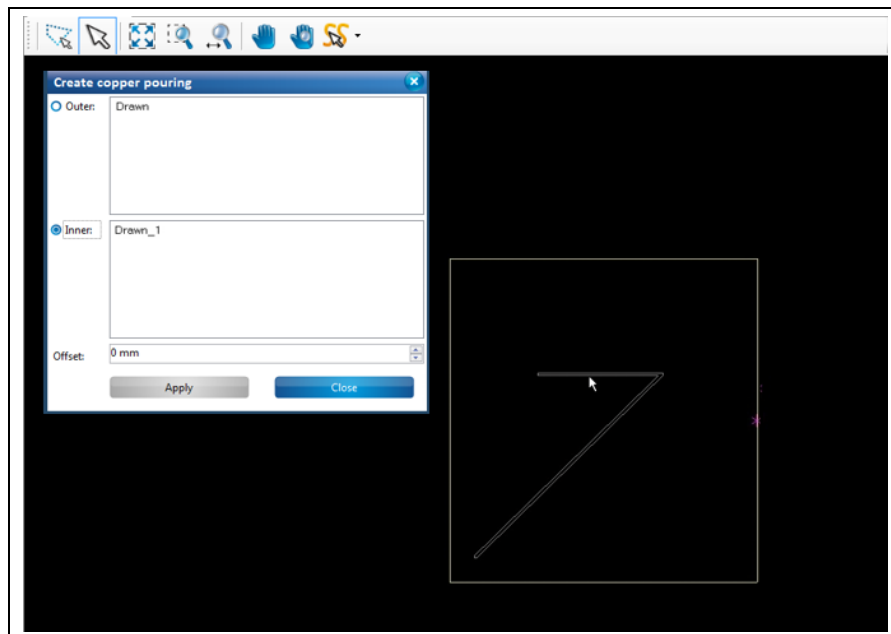 Create copper pouring
Outer:
Drawn
Inner:
Drawn_1
Offset:
0 mm
Apply
Close